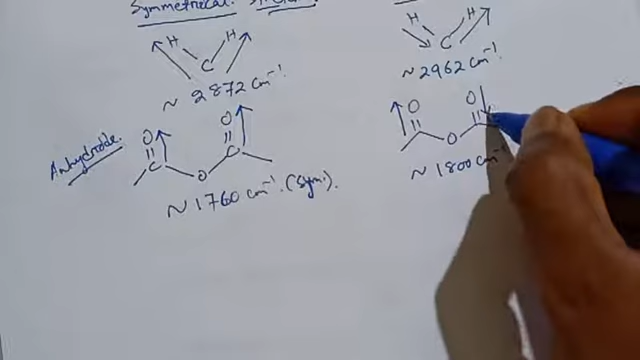 Symmetrical
H H
C
~ 2872 cm⁻¹.
H H
C
~ 2962 cm⁻¹
Anhydride.
O O
O
~ 1760 cm⁻¹. (Sym).
O O
O
~ 1800 cm⁻¹